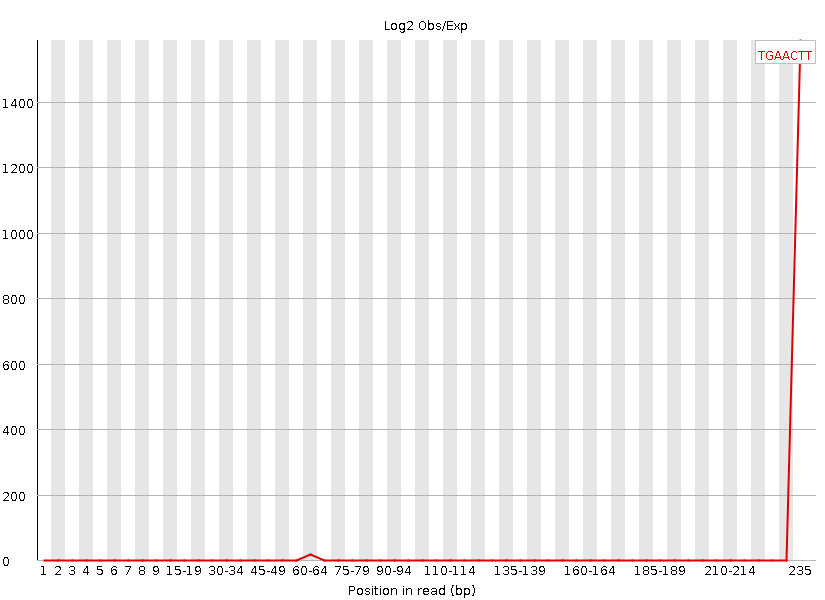 Log2 Obs/Exp
TGAACTT
1400
1200
1000
800
600
400
200
0
1 2 3 4 5 6 7 8 9 15-19 30-34 45-49 60-64 75-79 90-94 110-114 135-139 160-164 185-189 210-214 235
Position in read (bp)